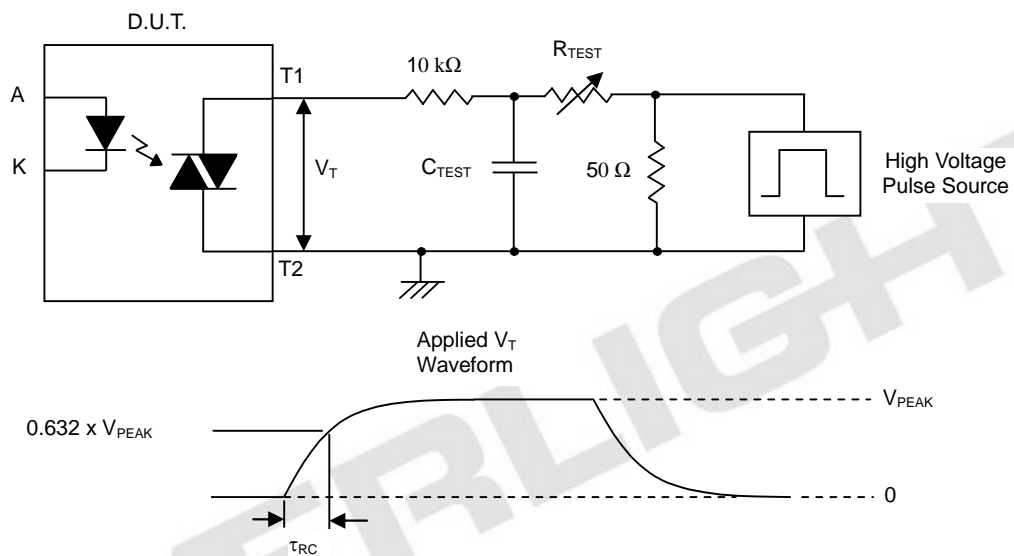 D.U.T.
A
K
T1
T2
V_T
10 kΩ
C_TEST
R_TEST
50 Ω
High Voltage
Pulse Source
Applied V_T
Waveform
0.632 x V_PEAK
V_PEAK
0
τ_RC
ERLIGH